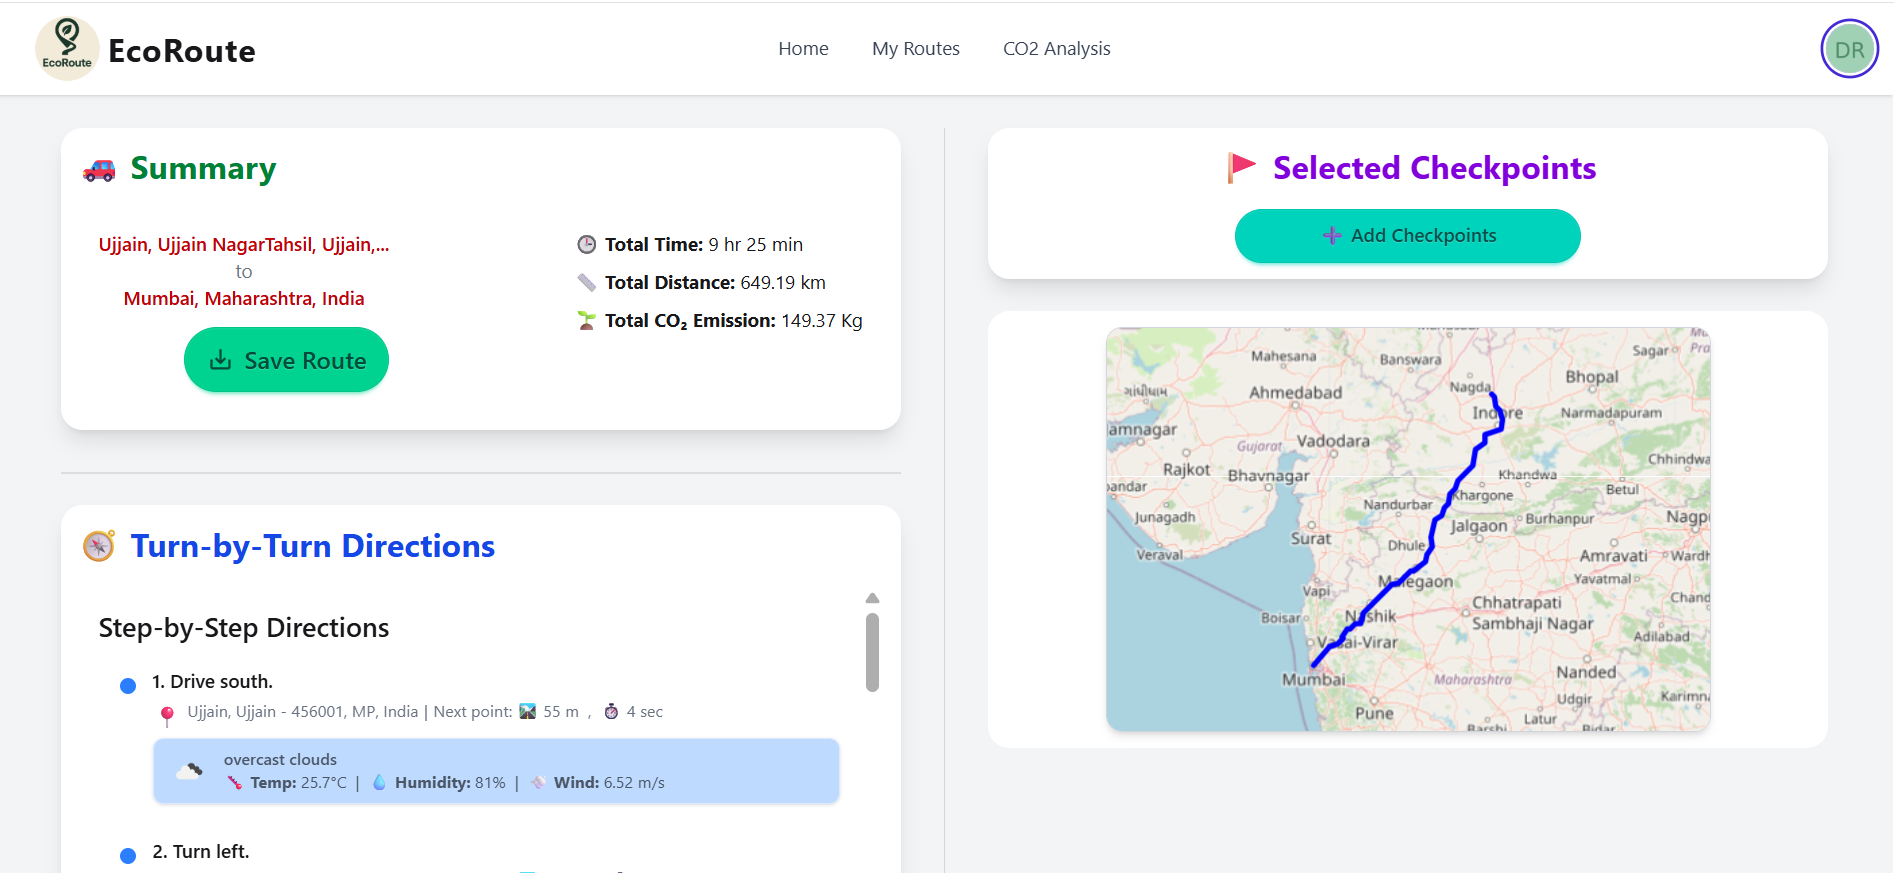 EcoRoute
EcoRoute
Home
My Routes
CO2 Analysis
DR
Summary
Ujjain, Ujjain NagarTahsil, Ujjain,...
to
Mumbai, Maharashtra, India
Save Route
Total Time: 9 hr 25 min
Total Distance: 649.19 km
Total CO₂ Emission: 149.37 Kg
Turn-by-Turn Directions
Step-by-Step Directions
1. Drive south.
Ujjain, Ujjain - 456001, MP, India | Next point: 55 m , 4 sec
overcast clouds
Temp: 25.7°C | Humidity: 81% | Wind: 6.52 m/s
2. Turn left.
Selected Checkpoints
Add Checkpoints
Mahesana
Banswara
Sagar
Pra
ગાંધીધામ
Ahmedabad
Nagda
Bhopal
Indore
Narmadapuram
amnagar
Gujarat
Vadodara
Rajkot
Bhavnagar
Khandwa
Chhindwa
bandar
Khargone
Betul
Nandurbar
Junagadh
Jalgaon
Burhanpur
Nagp
Surat
Dhule
Veraval
Amravati
Wardh
Malegaon
Yavatmal
Vapi
Chhatrapati
Sambhaji Nagar
Chand
Boisar
Nashik
Vasai-Virar
Adilabad
Mumbai
Maharashtra
Nanded
Udgir
Karimna
Pune
Latur
Barshi
Bidar